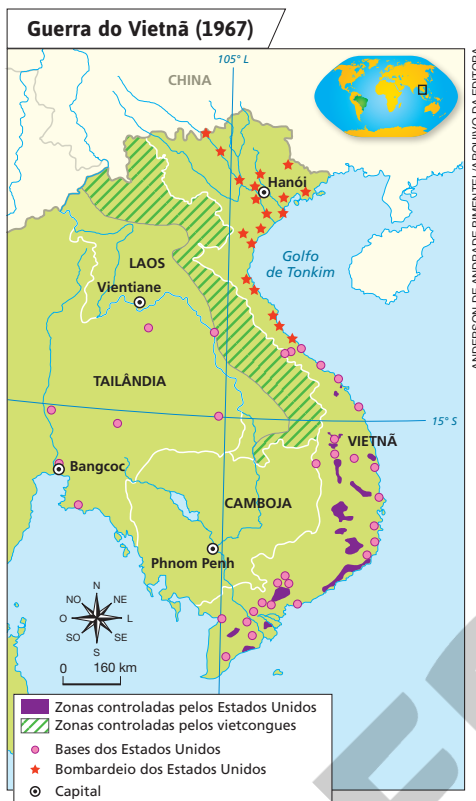 Guerra do Vietnã (1967)
105° L
CHINA
Hanói
Golfo
de Tonkim
LAOS
Vientiane
TAILÂNDIA
15° S
VIETNÃ
Bangcoc
CAMBOJA
Phnom Penh
N
NO
NE
O
L
SO
SE
S
0 160 km
Zonas controladas pelos Estados Unidos
Zonas controladas pelos vietcongues
Bases dos Estados Unidos
Bombardeio dos Estados Unidos
Capital
ANDERSON DE ANDRADE PIMENTEL/ARQUIVO DA EDITORA